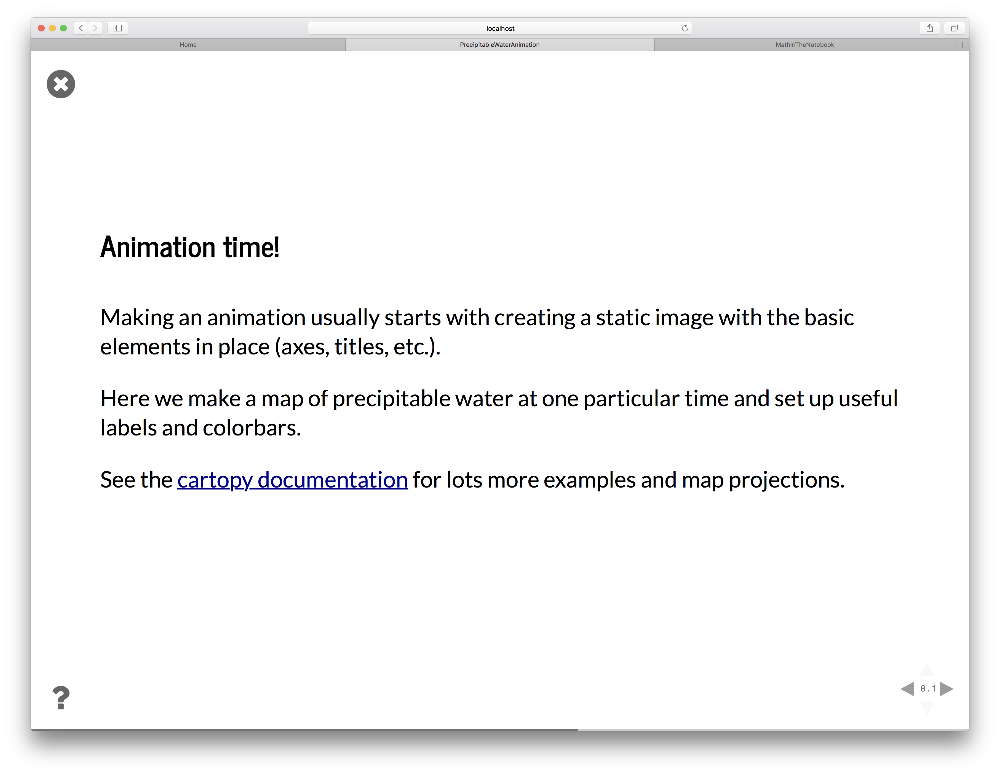 localhost
Home
PrecipitableWaterAnimation
MathInTheNotebook
Animation time!
Making an animation usually starts with creating a static image with the basic
elements in place (axes, titles, etc.).
Here we make a map of precipitable water at one particular time and set up useful
labels and colorbars.
See the cartopy documentation for lots more examples and map projections.
8.1
?